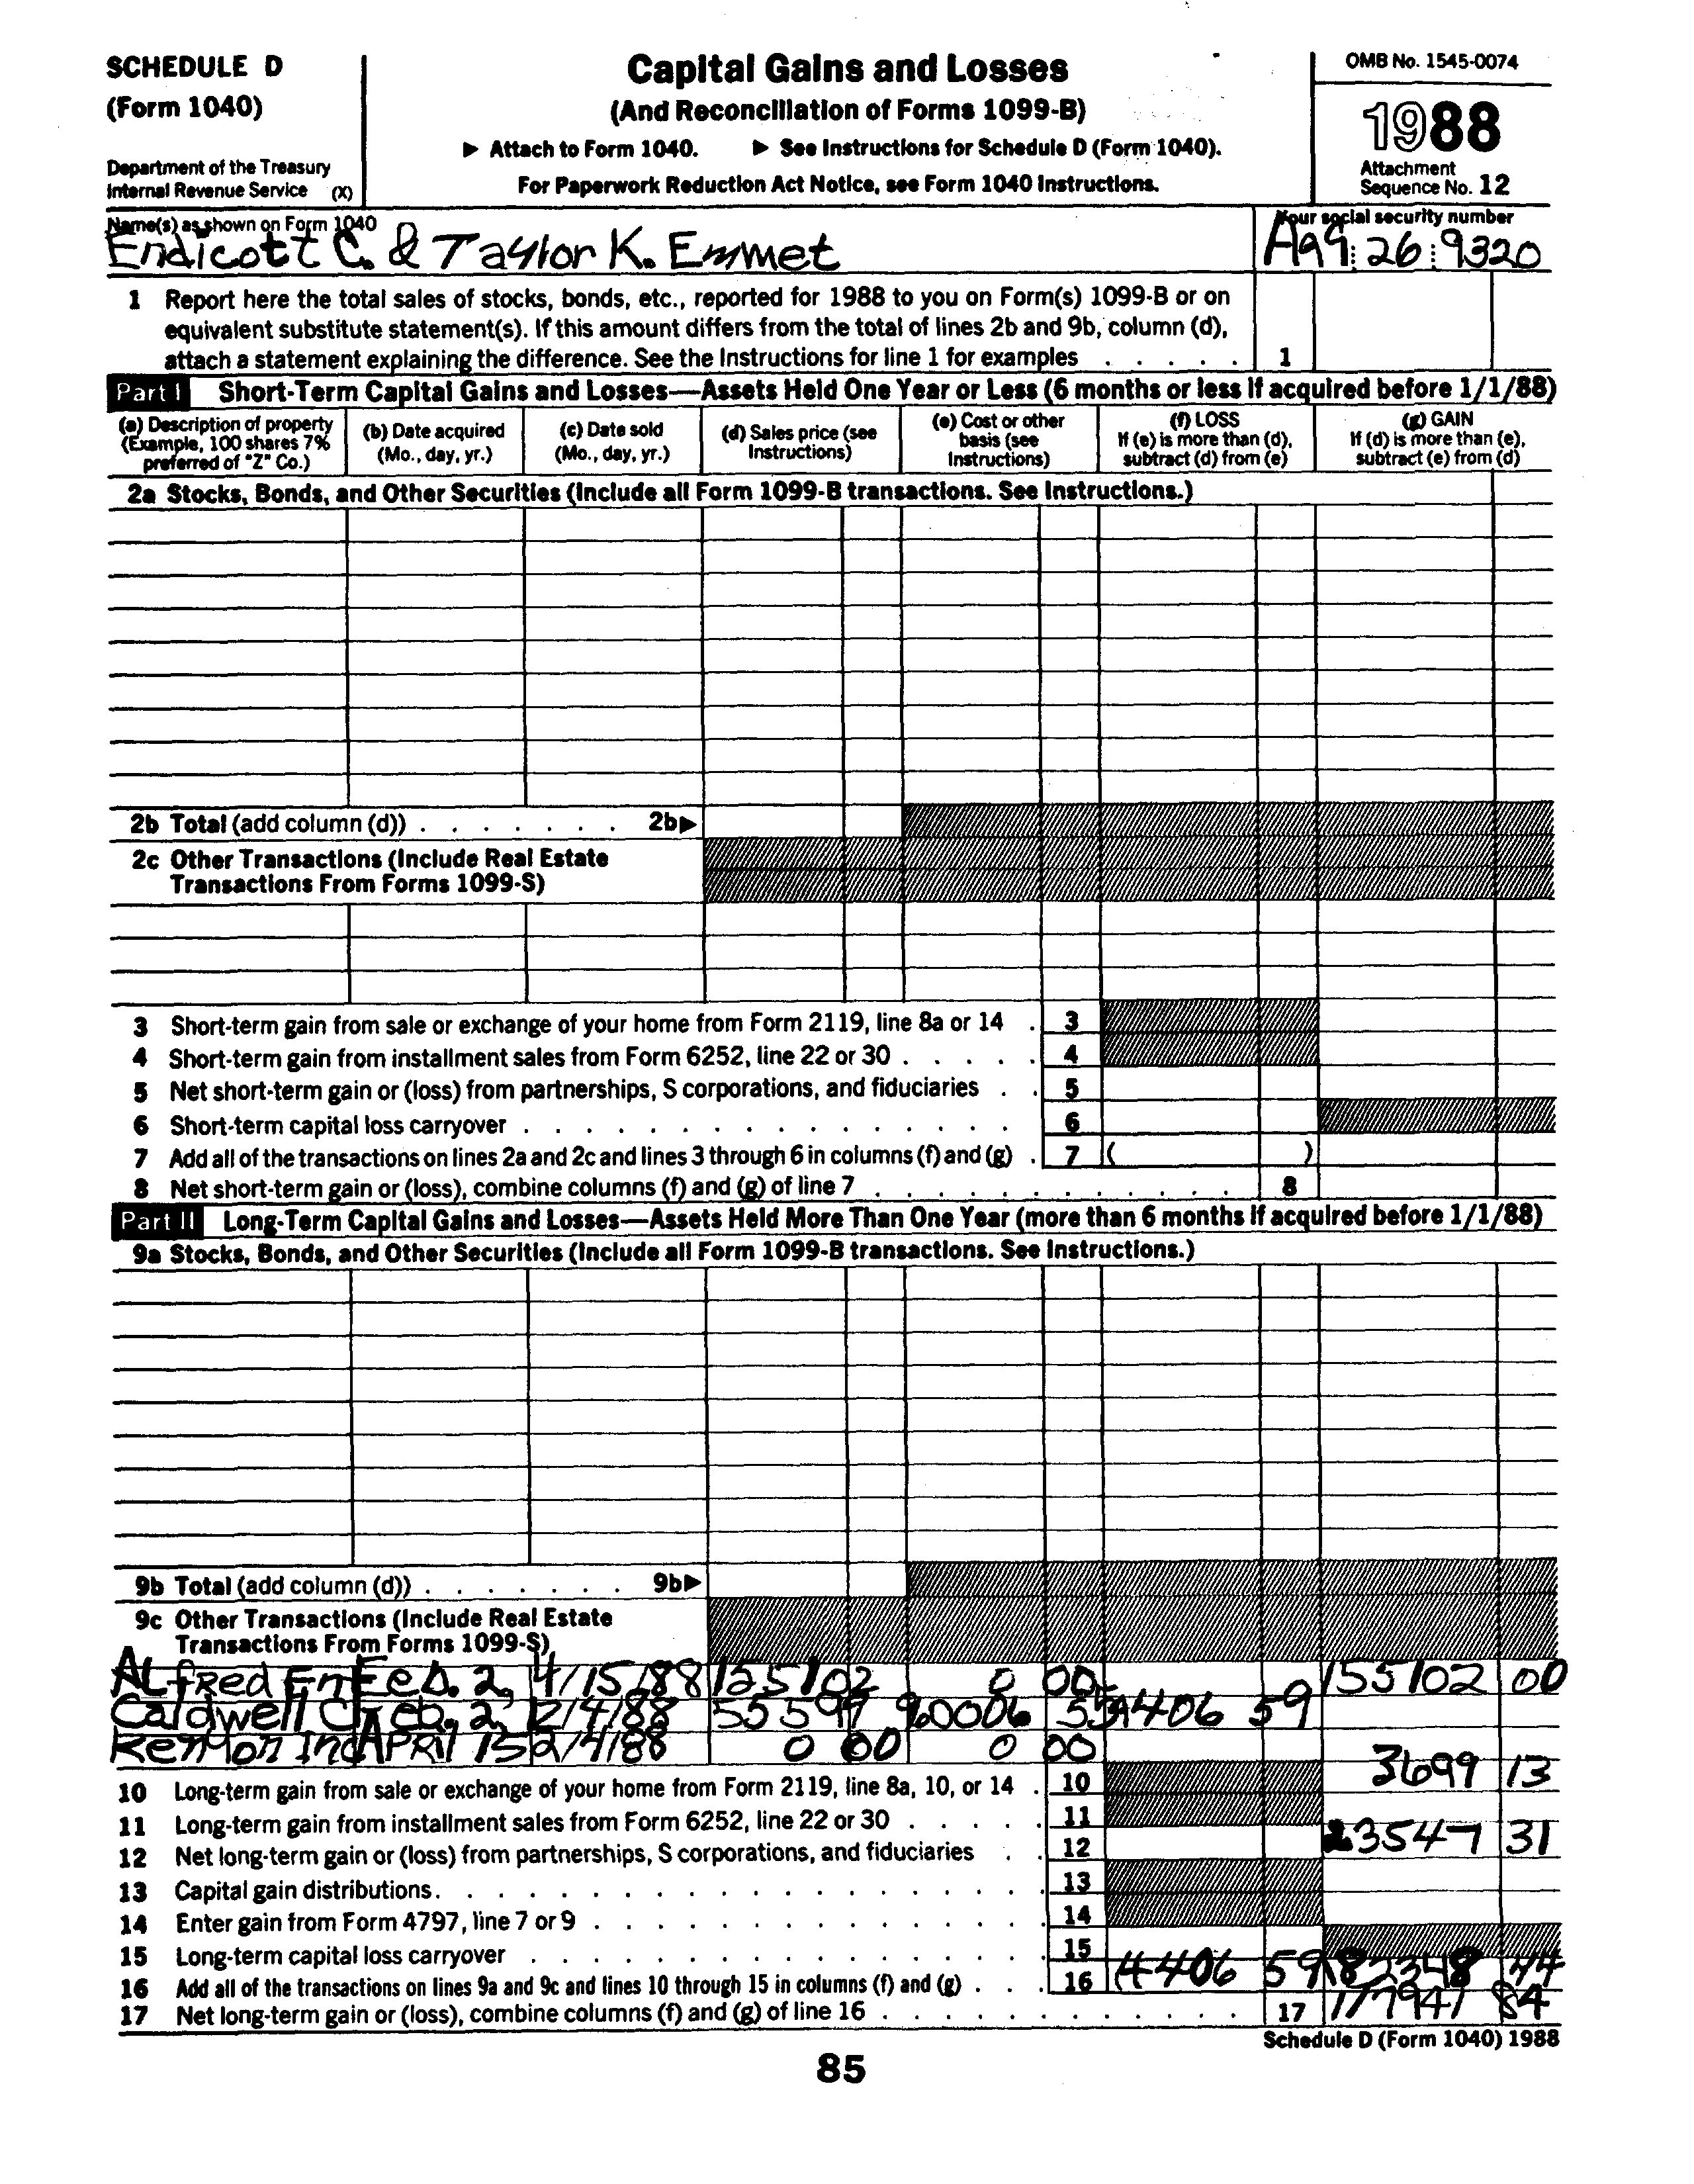 SCHEDULE D
(Form 1040)
Department of the Treasury
Internal Revenue Service (X)
Capital Gains and Losses
(And Reconciliation of Forms 1099-B)
▶ Attach to Form 1040. ▶ See Instructions for Schedule D (Form 1040).
For Paperwork Reduction Act Notice, see Form 1040 Instructions.
OMB No. 1545-0074
1988
Attachment
Sequence No. 12
Name(s) as shown on Form 1040
Endicott C. & Taylor K. Emmet
Your social security number
A99 26 9320
1 Report here the total sales of stocks, bonds, etc., reported for 1988 to you on Form(s) 1099-B or on
equivalent substitute statement(s). If this amount differs from the total of lines 2b and 9b, column (d),
attach a statement explaining the difference. See the Instructions for line 1 for examples . . . . . 1
Part I Short-Term Capital Gains and Losses—Assets Held One Year or Less (6 months or less if acquired before 1/1/88)
(a) Description of property
(Example, 100 shares 7%
preferred of "Z" Co.)
(b) Date acquired
(Mo., day, yr.)
(c) Date sold
(Mo., day, yr.)
(d) Sales price (see
Instructions)
(e) Cost or other
basis (see
Instructions)
(f) LOSS
If (e) is more than (d),
subtract (d) from (e)
(g) GAIN
If (d) is more than (e),
subtract (e) from (d)
2a Stocks, Bonds, and Other Securities (Include all Form 1099-B transactions. See Instructions.)
2b Total (add column (d)) . . . . . . . 2b▶
2c Other Transactions (Include Real Estate
Transactions From Forms 1099-S)
3 Short-term gain from sale or exchange of your home from Form 2119, line 8a or 14 . 3
4 Short-term gain from installment sales from Form 6252, line 22 or 30 . . . . . 4
5 Net short-term gain or (loss) from partnerships, S corporations, and fiduciaries . . 5
6 Short-term capital loss carryover . . . . . . . . . . . . . . . . 6
7 Add all of the transactions on lines 2a and 2c and lines 3 through 6 in columns (f) and (g) . 7 ( )
8 Net short-term gain or (loss), combine columns (f) and (g) of line 7 . . . . . . . . . . . . 8
Part II Long-Term Capital Gains and Losses—Assets Held More Than One Year (more than 6 months if acquired before 1/1/88)
9a Stocks, Bonds, and Other Securities (Include all Form 1099-B transactions. See Instructions.)
9b Total (add column (d)) . . . . . . . 9b▶
9c Other Transactions (Include Real Estate
Transactions From Forms 1099-S)
ALfred Feb. 2, 4/15/88 155102 0 00 155102 00
Caldwell Feb. 2, 2/4/88 4406 59
Kenmon Inc APRil 15 2/4/88 0 00 0 00
3699 13
10 Long-term gain from sale or exchange of your home from Form 2119, line 8a, 10, or 14 . 10
11 Long-term gain from installment sales from Form 6252, line 22 or 30 . . . . . 11
23547 31
12 Net long-term gain or (loss) from partnerships, S corporations, and fiduciaries . . 12
13 Capital gain distributions . . . . . . . . . . . . . . . . . . 13
14 Enter gain from Form 4797, line 7 or 9 . . . . . . . . . . . . . . 14
15 Long-term capital loss carryover . . . . . . . . . . . . . . . . 15
16 Add all of the transactions on lines 9a and 9c and lines 10 through 15 in columns (f) and (g) . . . 16 4406 59 182348 44
17 Net long-term gain or (loss), combine columns (f) and (g) of line 16 . . . . . . . . . . . . 17 177941 84
Schedule D (Form 1040) 1988
85